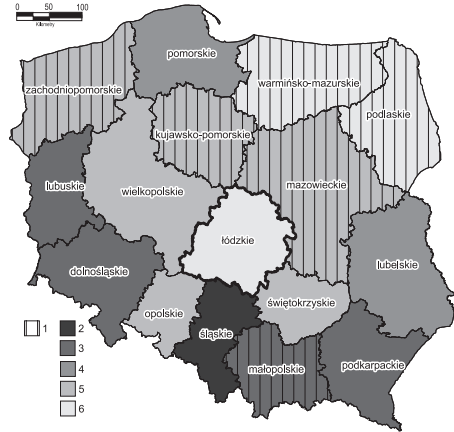 0 50 100
Kilometry
pomorskie
warmińsko-mazurskie
zachodniopomorskie
podlaskie
kujawsko-pomorskie
lubuskie
wielkopolskie
mazowieckie
łódzkie
dolnośląskie
lubelskie
opolskie
świętokrzyskie
śląskie
małopolskie
podkarpackie
1
2
3
4
5
6